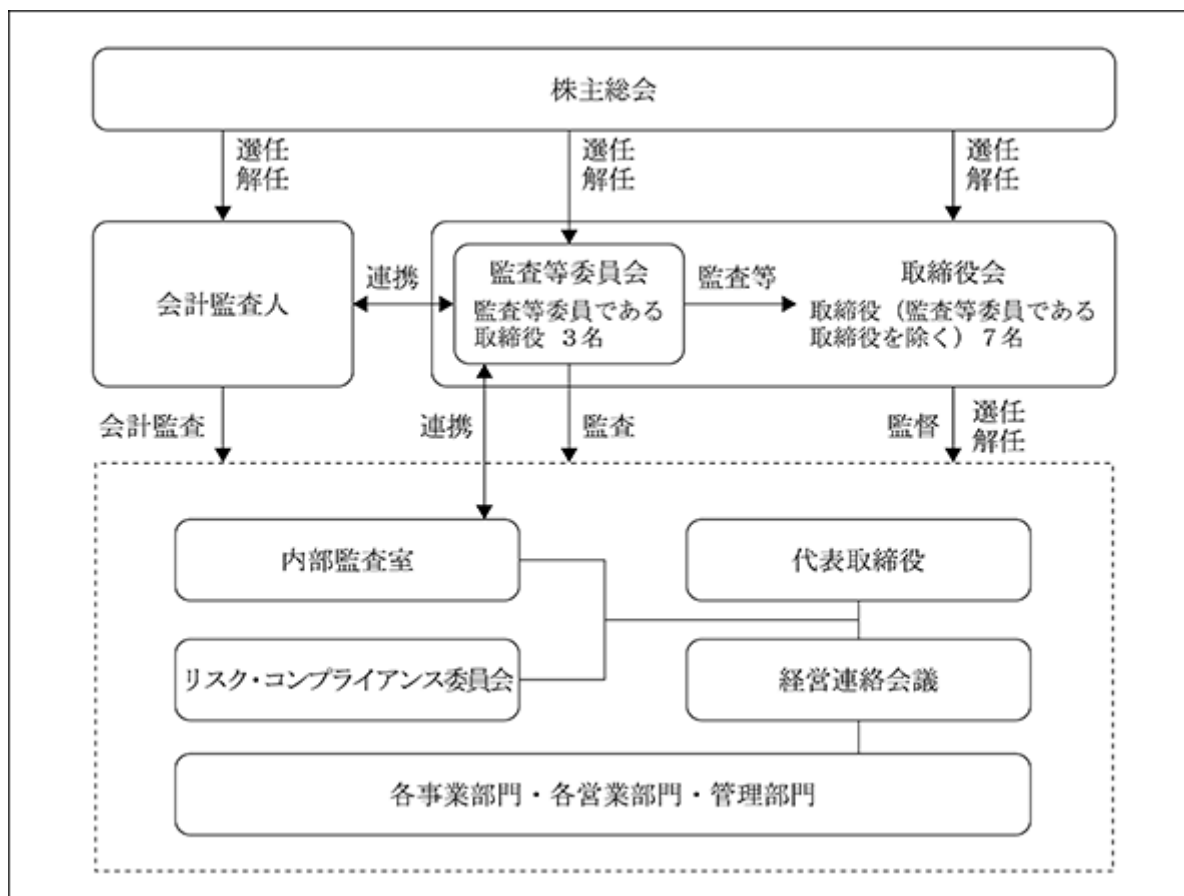 株主総会
選任
解任
選任
解任
選任
解任
会計監査人
連携
監査等委員会
監査等委員である
取締役 3名
監査等
取締役会
取締役（監査等委員である
取締役を除く）7名
会計監査
連携
監査
監督
選任
解任
内部監査室
代表取締役
リスク・コンプライアンス委員会
経営連絡会議
各事業部門・各営業部門・管理部門